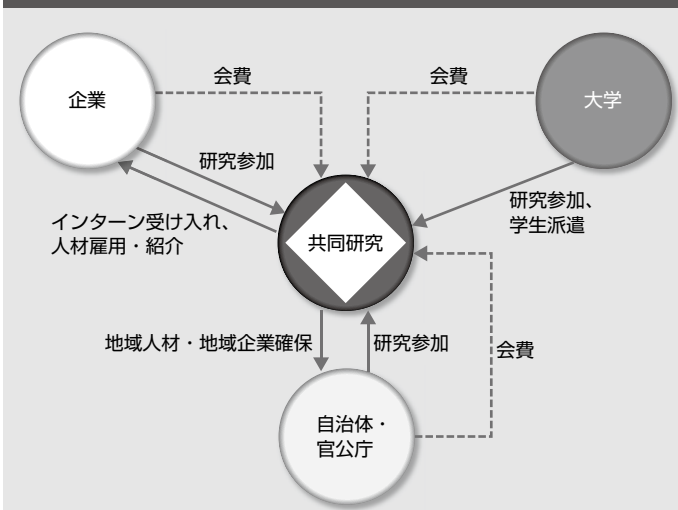 会費
会費
企業
大学
研究参加
研究参加、
学生派遣
インターン受け入れ、
人材雇用・紹介
共同研究
地域人材・地域企業確保
研究参加
会費
自治体・
官公庁